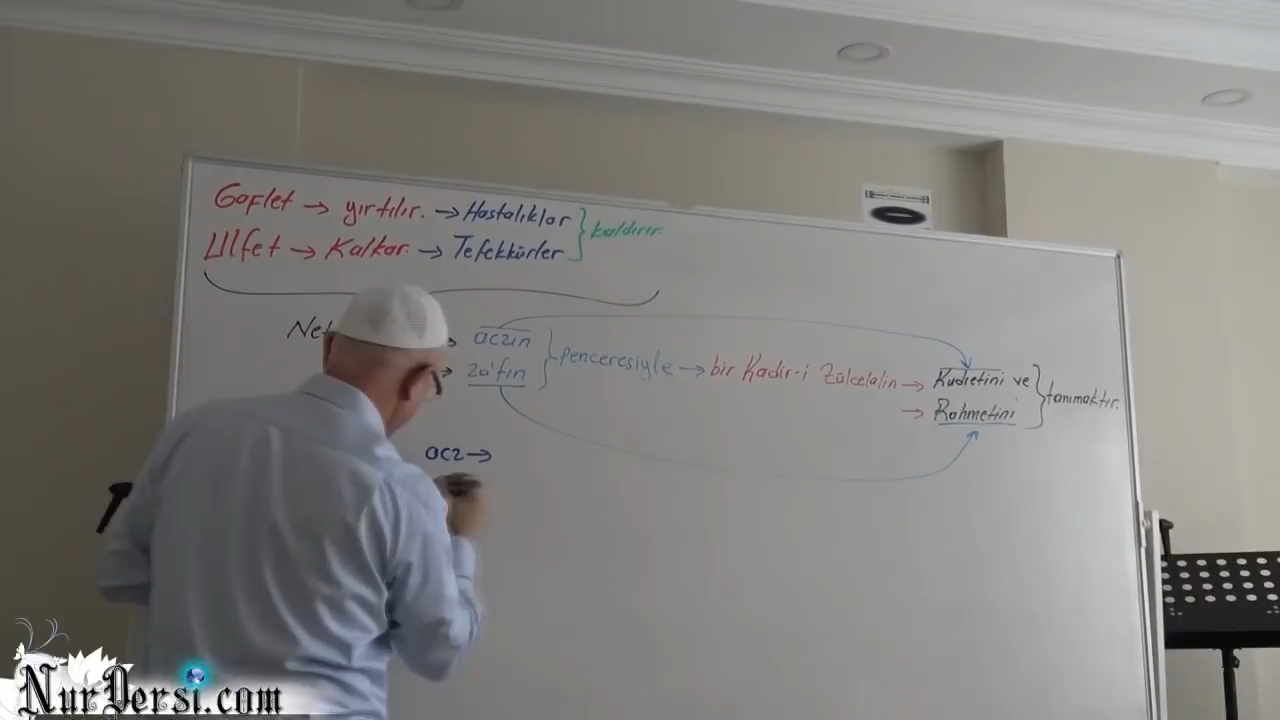 Gaflet → yırtılır. → Hastalıklar } kaldırır.
Ülfet → Kalkar. → Tefekkürler
aczin } penceresiyle → bir Kadîr-i Zülcelalin → Kudretini ve } tanımaktır.
za'fın → Rahmetini
acz →
NurDersi.com